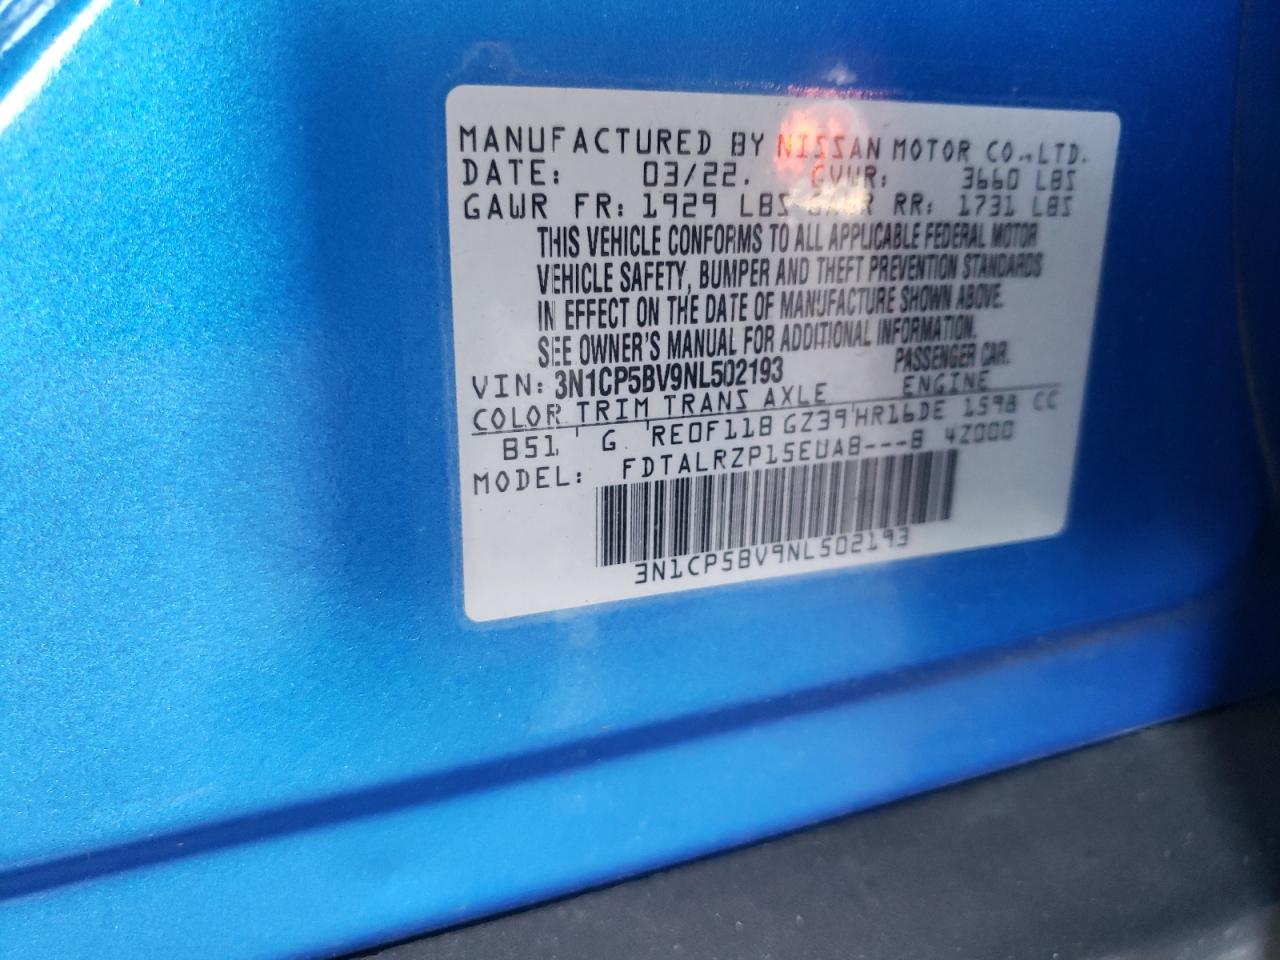 MANUFACTURED BY NISSAN MOTOR CO.,LTD.
DATE: 03/22. GVWR: 3660 LBS
GAWR FR: 1929 LBS GAWR RR: 1731 LBS
THIS VEHICLE CONFORMS TO ALL APPLICABLE FEDERAL MOTOR
VEHICLE SAFETY, BUMPER AND THEFT PREVENTION STANDARDS
IN EFFECT ON THE DATE OF MANUFACTURE SHOWN ABOVE.
SEE OWNER'S MANUAL FOR ADDITIONAL INFORMATION.
VIN: 3N1CP5BV9NL502193 PASSENGER CAR.
COLOR TRIM TRANS AXLE ENGINE
B51 G RE0F11B GZ39 HR16DE 1598 CC
MODEL: FDTALRZP15EUAB---B 4Z000
3N1CP5BV9NL502193